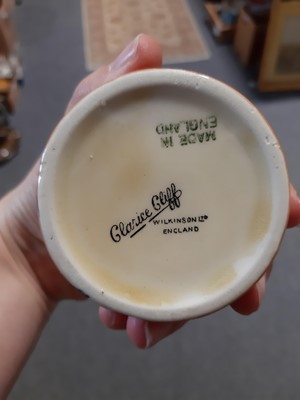 MADE IN
ENGLAND
Clarice Cliff
WILKINSON LTD
ENGLAND